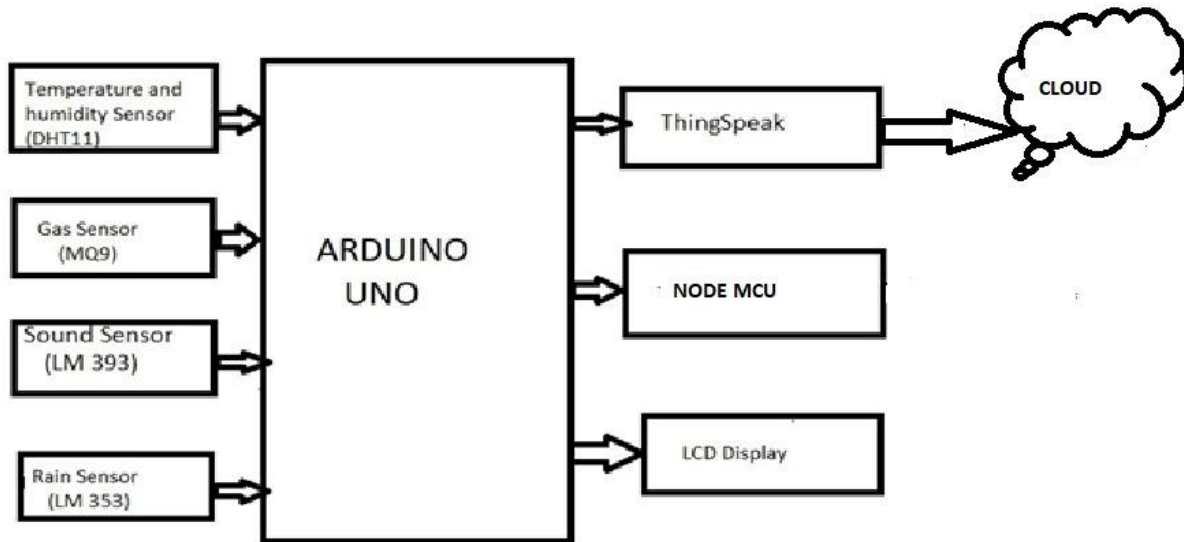 Temperature and
humidity Sensor
(DHT11)
Gas Sensor
(MQ9)
Sound Sensor
(LM 393)
Rain Sensor
(LM 353)
ARDUINO
UNO
ThingSpeak
CLOUD
NODE MCU
LCD Display